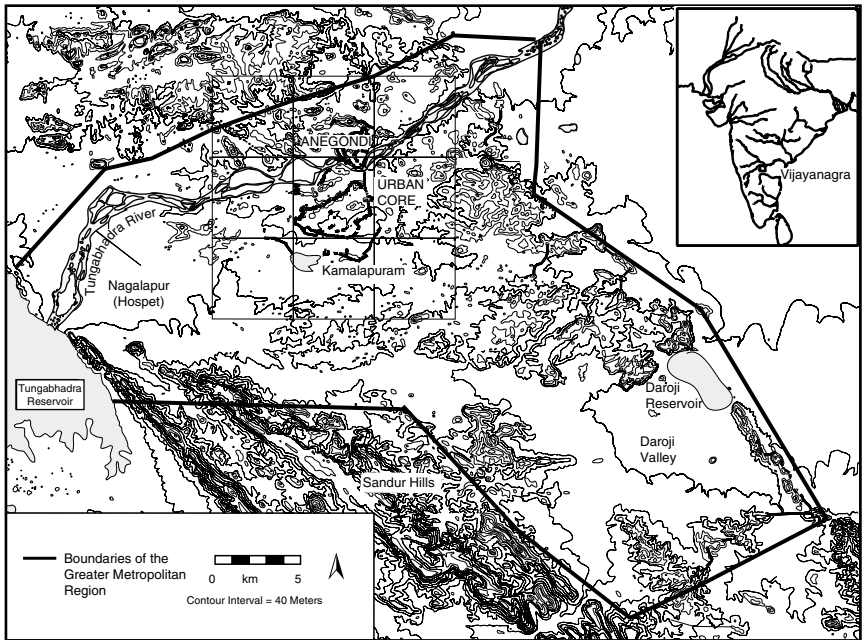 ANEGONDI
URBAN
CORE
Vijayanagra
Tungabhadra River
Nagalapur
(Hospet)
Kamalapuram
Tungabhadra
Reservoir
Daroji
Reservoir
Daroji
Valley
Sandur Hills
Boundaries of the
Greater Metropolitan
Region
0 km 5
Contour Interval = 40 Meters